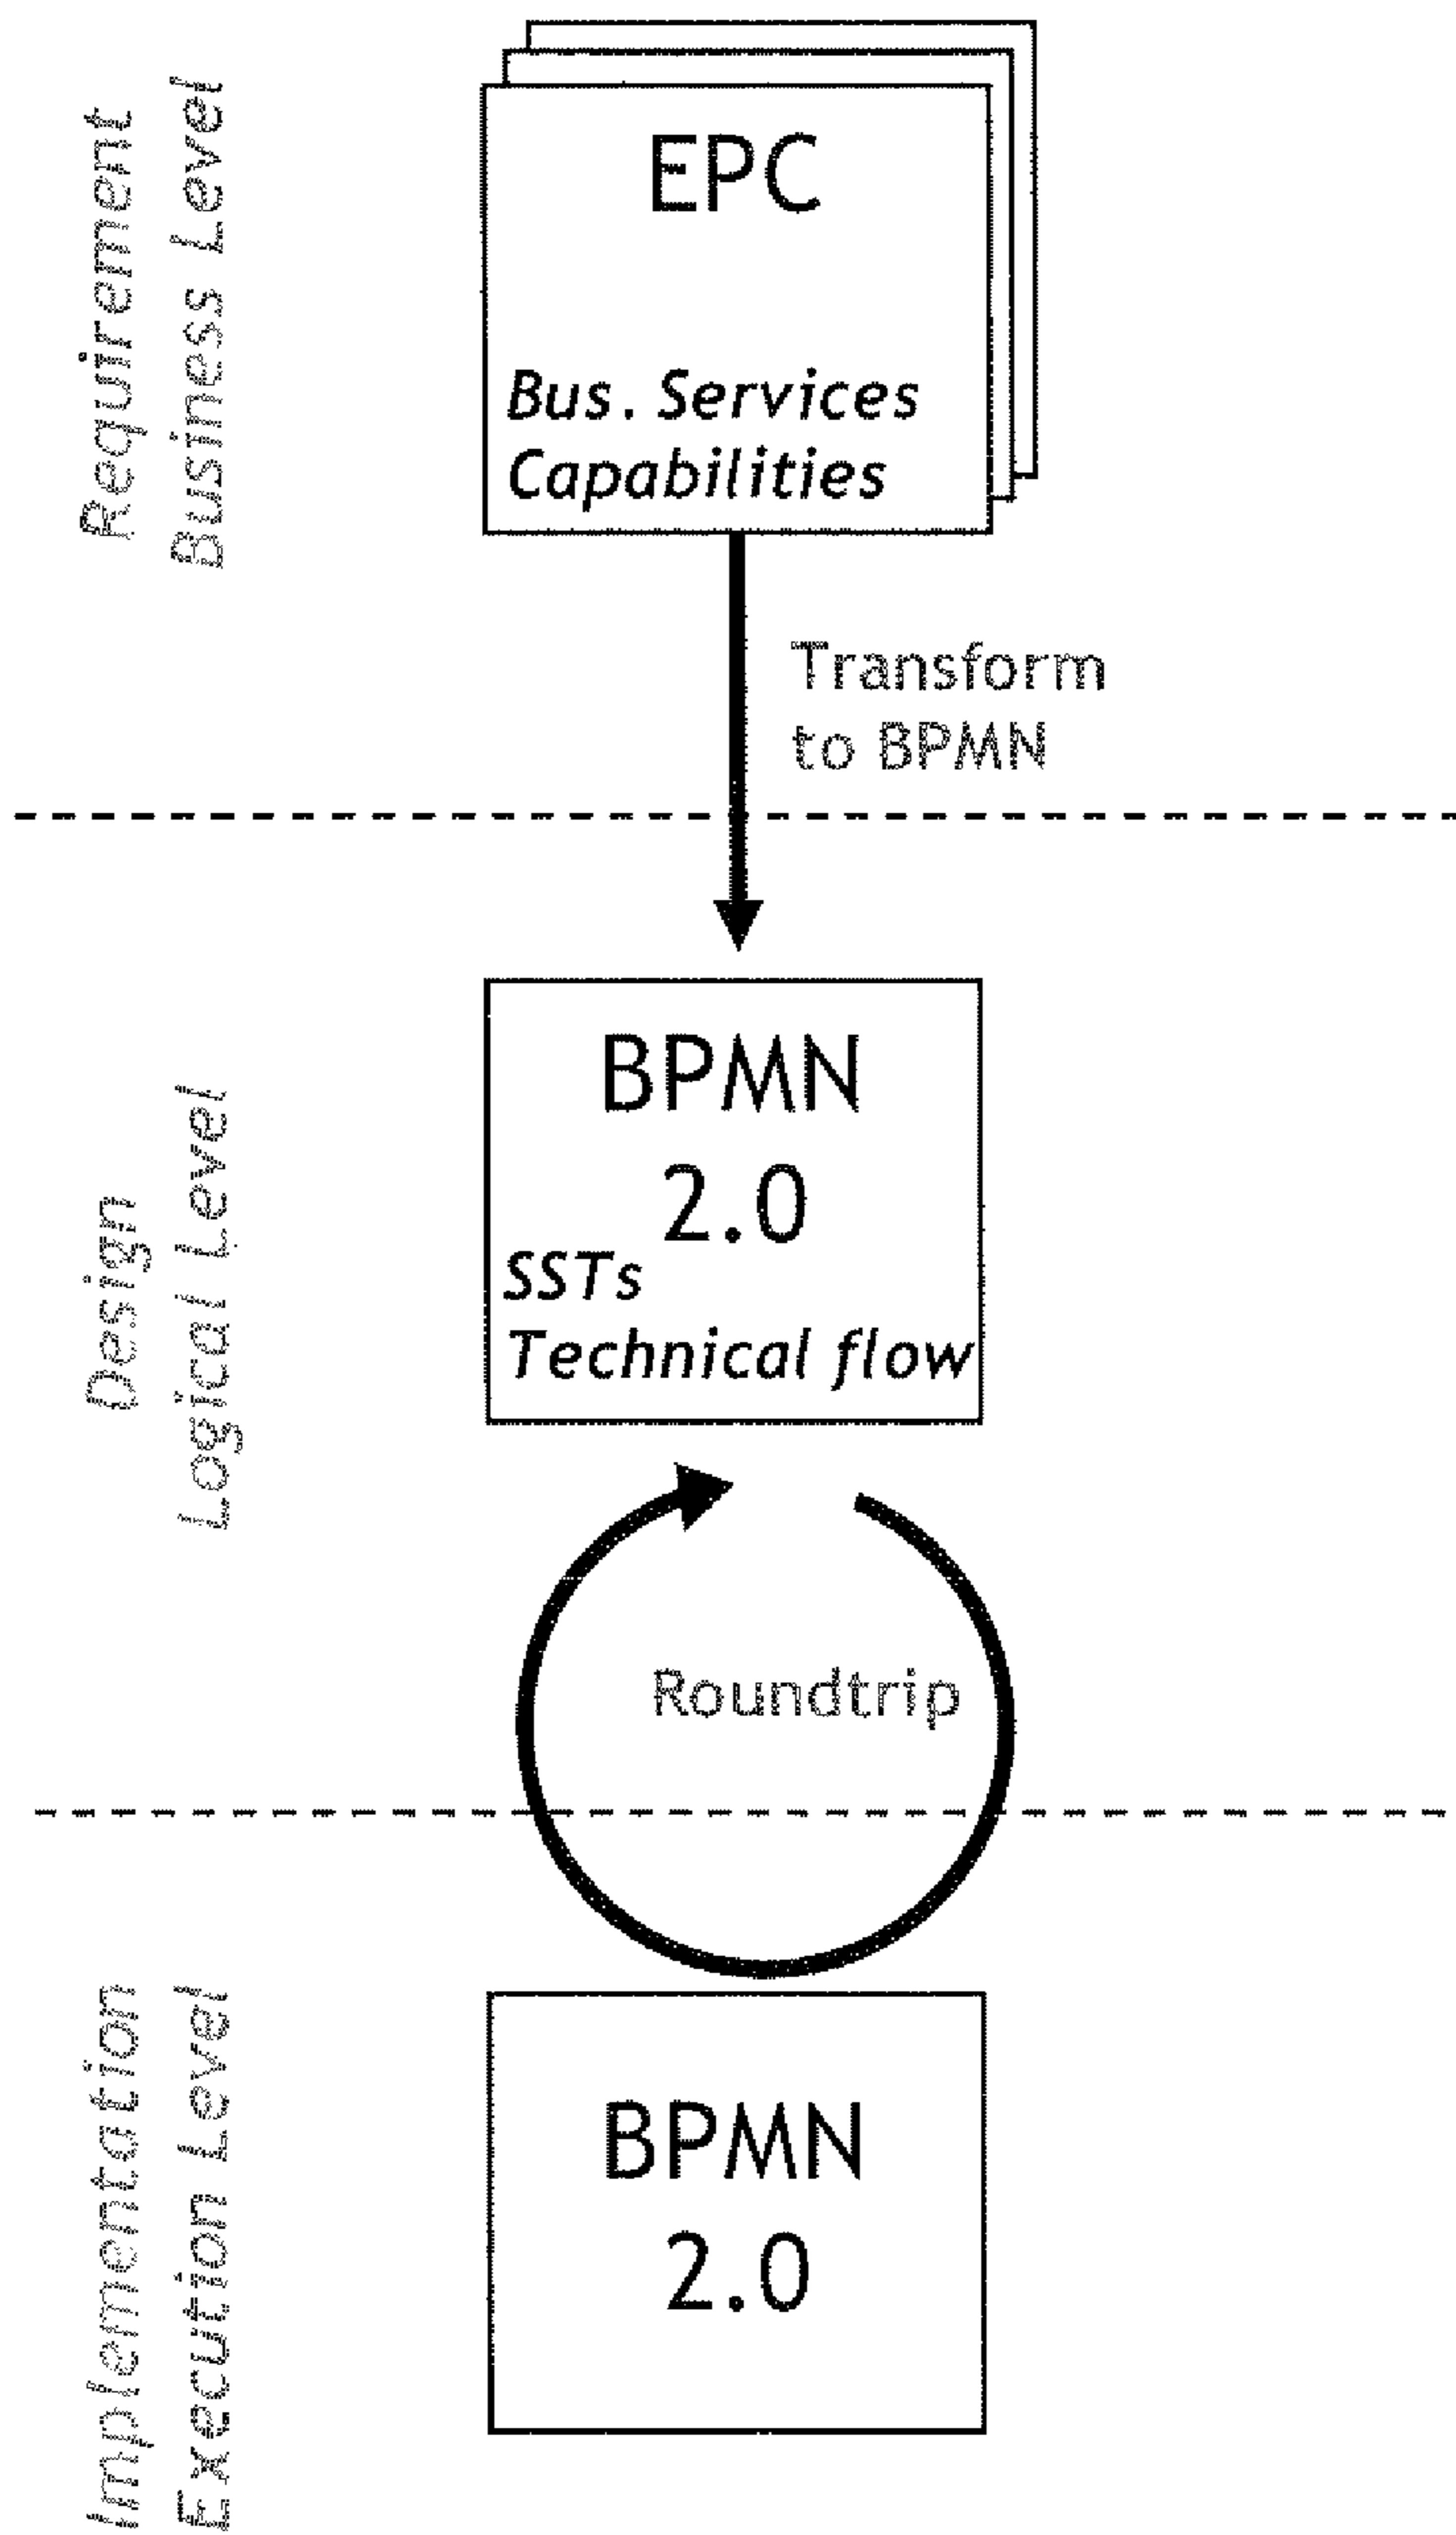 Requirement
Business Level
EPC
Bus. Services
Capabilities
Transform
to BPMN
Design
Logical Level
BPMN
2.0
SSTs
Technical flow
Roundtrip
Implementation
Execution Level
BPMN
2.0